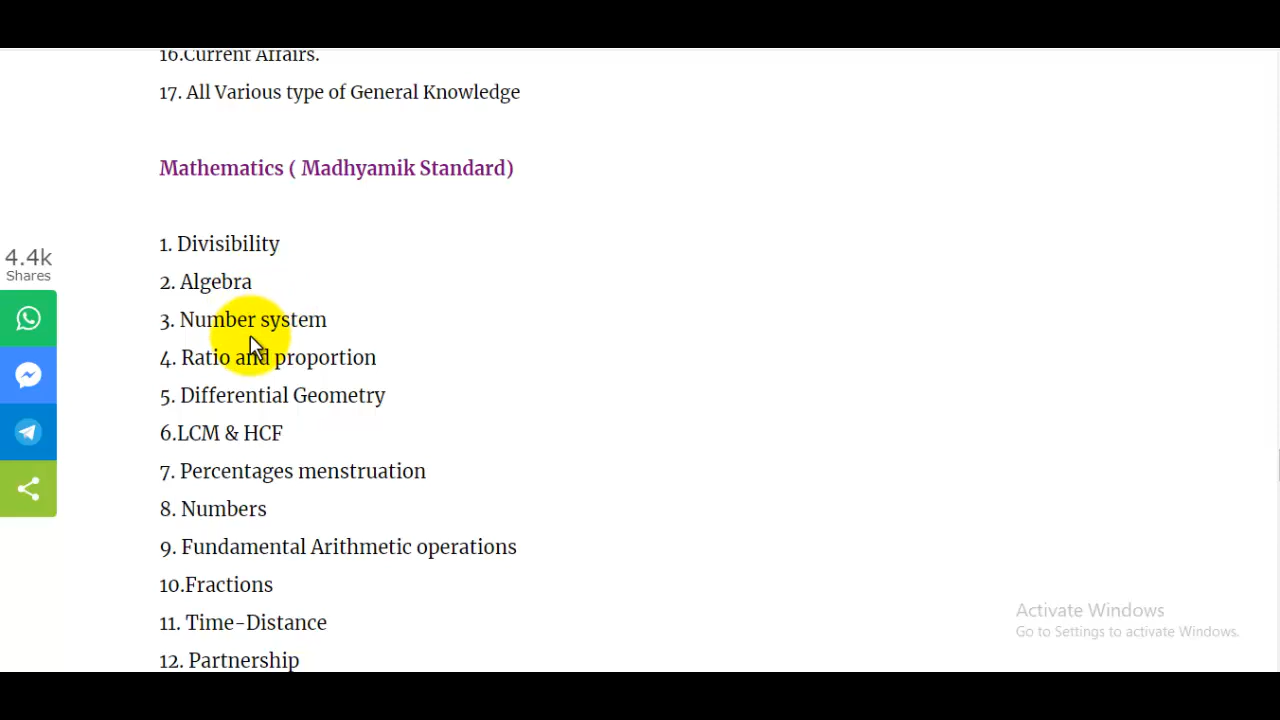 16.Current Affairs.
17. All Various type of General Knowledge
Mathematics ( Madhyamik Standard)
1. Divisibility
2. Algebra
3. Number system
4. Ratio and proportion
5. Differential Geometry
6.LCM & HCF
7. Percentages menstruation
8. Numbers
9. Fundamental Arithmetic operations
10.Fractions
11. Time-Distance
12. Partnership
4.4k
Shares
Activate Windows
Go to Settings to activate Windows.